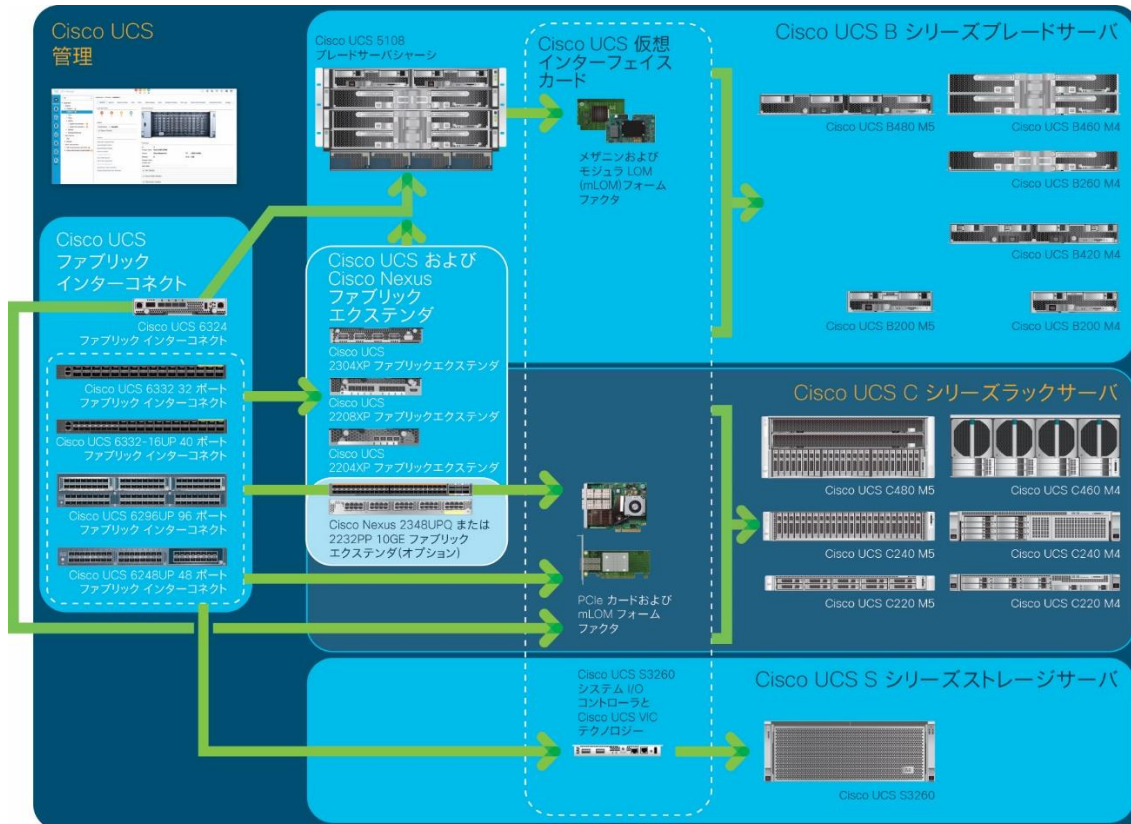 Cisco UCS
管理
Cisco UCS 5108
ブレードサーバシャーシ
Cisco UCS 仮想
インターフェイス
カード
メザニンおよび
モジュラ LOM
(mLOM)フォーム
ファクタ
Cisco UCS B シリーズブレードサーバ
Cisco UCS B480 M5
Cisco UCS B460 M4
Cisco UCS B260 M4
Cisco UCS B420 M4
Cisco UCS B200 M5
Cisco UCS B200 M4
Cisco UCS
ファブリック
インターコネクト
Cisco UCS 6324
ファブリック インターコネクト
Cisco UCS 6332 32 ポート
ファブリック インターコネクト
Cisco UCS 6332-16UP 40 ポート
ファブリック インターコネクト
Cisco UCS 6296UP 96 ポート
ファブリック インターコネクト
Cisco UCS 6248UP 48 ポート
ファブリック インターコネクト
Cisco UCS および
Cisco Nexus
ファブリック
エクステンダ
Cisco UCS
2304XP ファブリックエクステンダ
Cisco UCS
2208XP ファブリックエクステンダ
Cisco UCS
2204XP ファブリックエクステンダ
Cisco Nexus 2348UPQ または
2232PP 10GE ファブリック
エクステンダ(オプション)
PCIe カードおよび
mLOM フォーム
ファクタ
Cisco UCS C シリーズラックサーバ
Cisco UCS C480 M5
Cisco UCS C460 M4
Cisco UCS C240 M5
Cisco UCS C240 M4
Cisco UCS C220 M5
Cisco UCS C220 M4
Cisco UCS S3260
システム I/O
コントローラと
Cisco UCS VIC
テクノロジー
Cisco UCS S シリーズストレージサーバ
Cisco UCS S3260